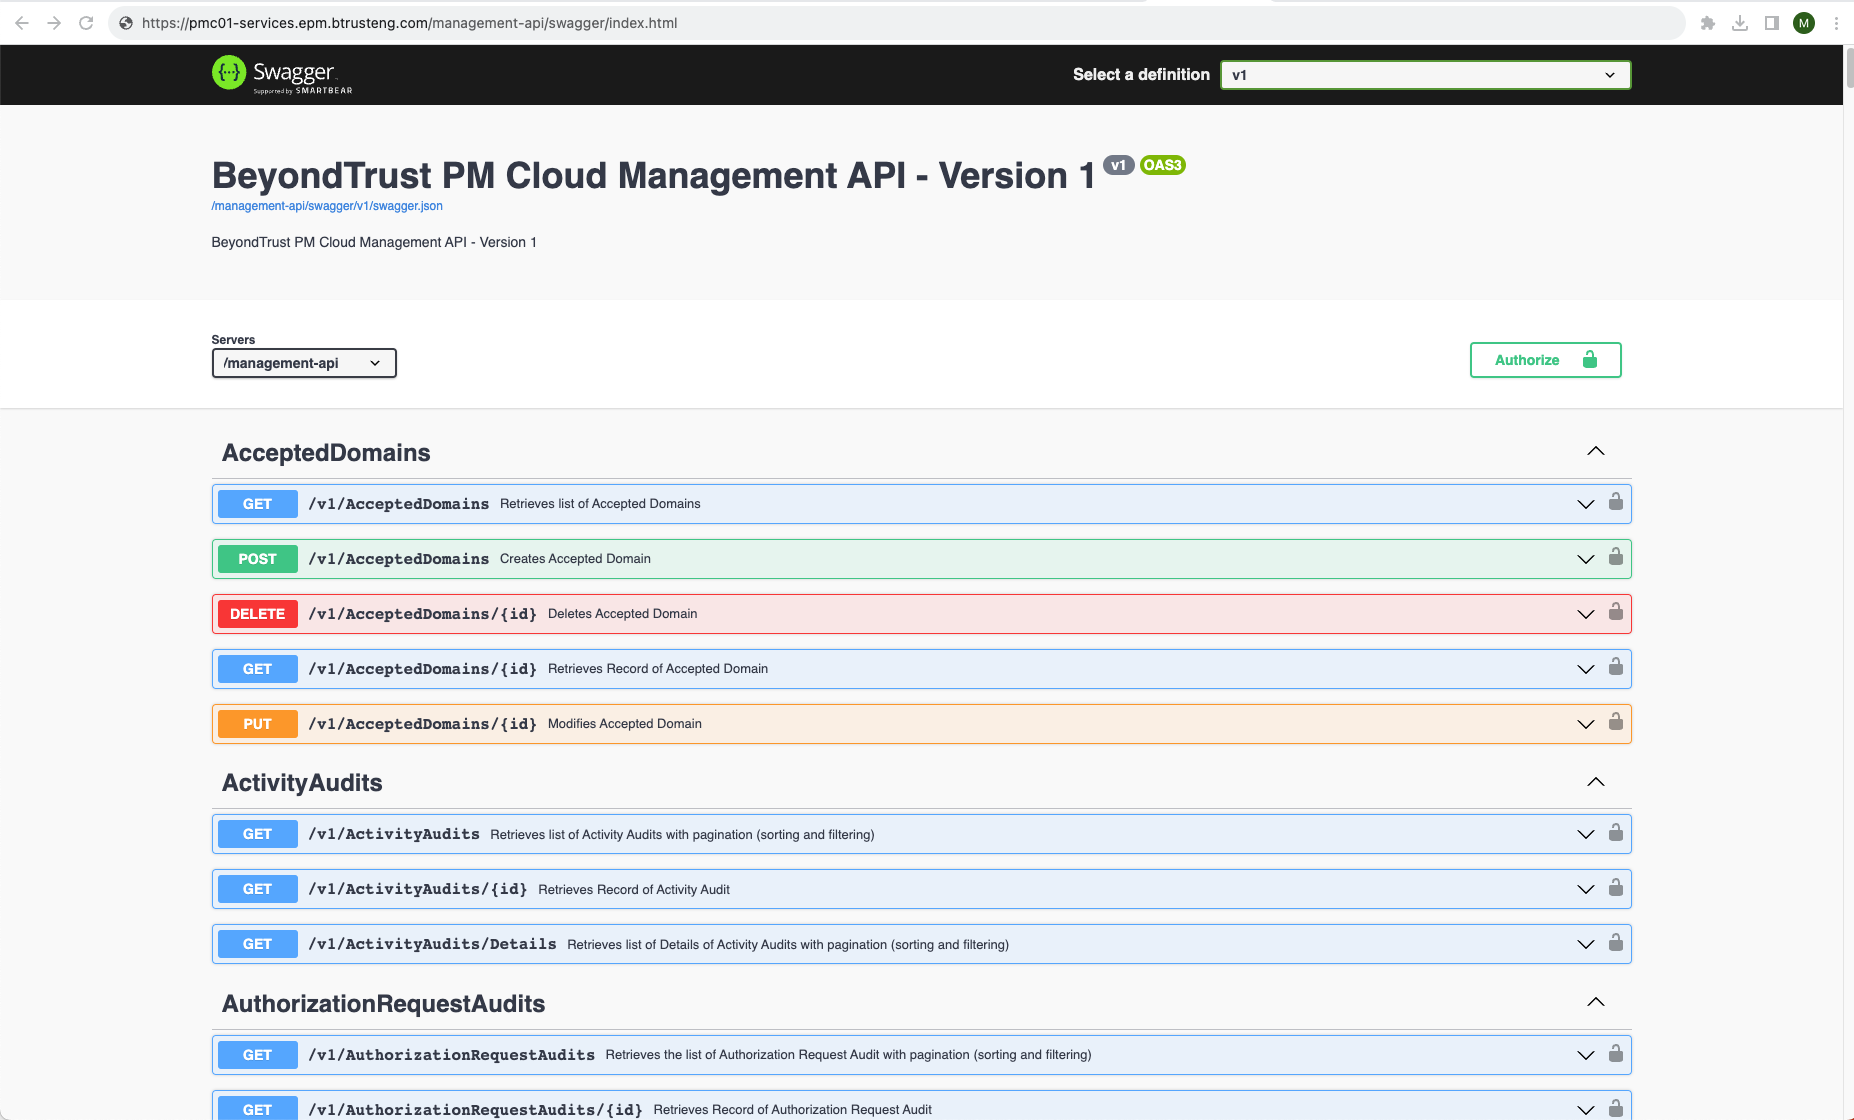 https://pmc01-services.epm.btrusteng.com/management-api/swagger/index.html
M
Swagger
Supported by SMARTBEAR
Select a definition
v1
BeyondTrust PM Cloud Management API - Version 1 v1 OAS3
/management-api/swagger/v1/swagger.json
BeyondTrust PM Cloud Management API - Version 1
Servers
/management-api
Authorize
AcceptedDomains
GET /v1/AcceptedDomains Retrieves list of Accepted Domains
POST /v1/AcceptedDomains Creates Accepted Domain
DELETE /v1/AcceptedDomains/{id} Deletes Accepted Domain
GET /v1/AcceptedDomains/{id} Retrieves Record of Accepted Domain
PUT /v1/AcceptedDomains/{id} Modifies Accepted Domain
ActivityAudits
GET /v1/ActivityAudits Retrieves list of Activity Audits with pagination (sorting and filtering)
GET /v1/ActivityAudits/{id} Retrieves Record of Activity Audit
GET /v1/ActivityAudits/Details Retrieves list of Details of Activity Audits with pagination (sorting and filtering)
AuthorizationRequestAudits
GET /v1/AuthorizationRequestAudits Retrieves the list of Authorization Request Audit with pagination (sorting and filtering)
GET /v1/AuthorizationRequestAudits/{id} Retrieves Record of Authorization Request Audit